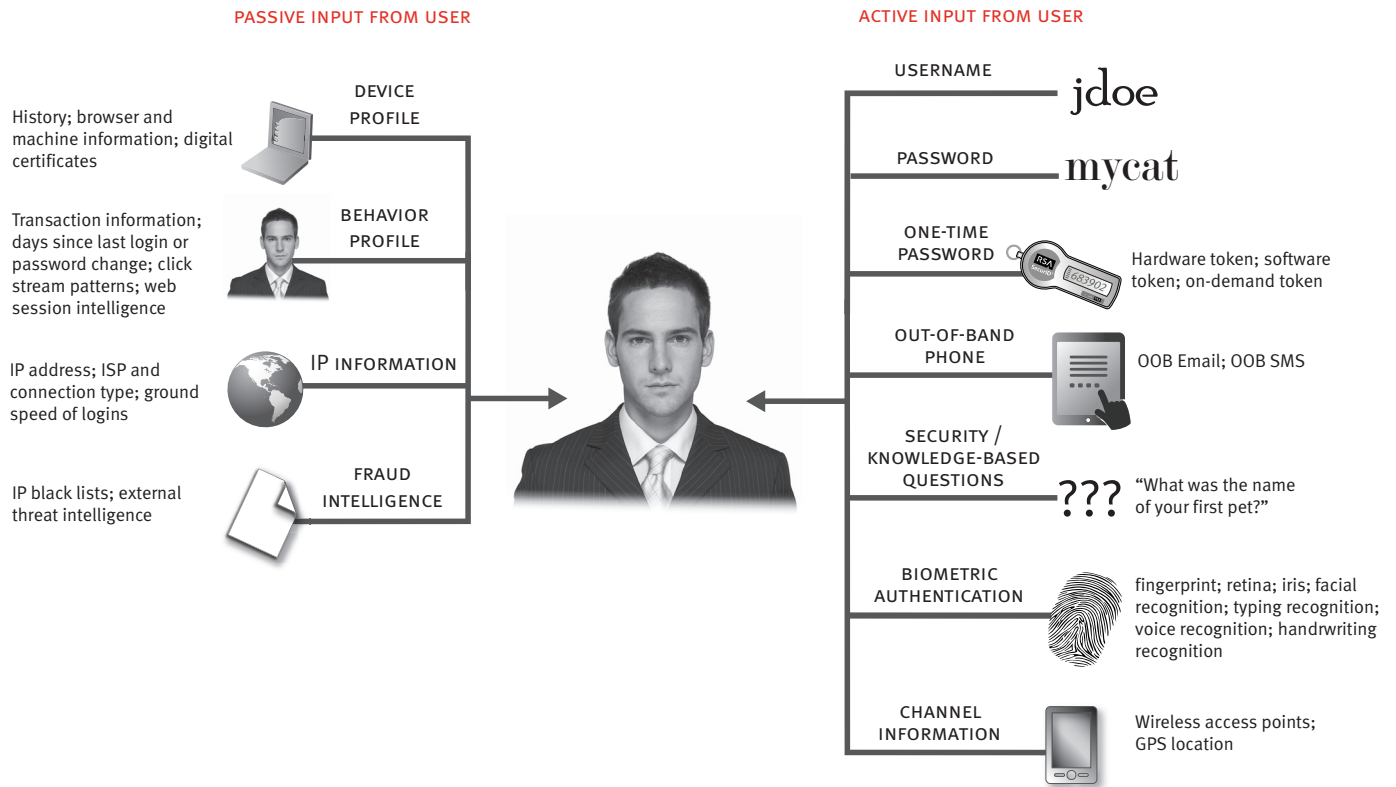 PASSIVE INPUT FROM USER
DEVICE
PROFILE
History; browser and
machine information; digital
certificates
BEHAVIOR
PROFILE
Transaction information;
days since last login or
password change; click
stream patterns; web
session intelligence
IP INFORMATION
IP address; ISP and
connection type; ground
speed of logins
FRAUD
INTELLIGENCE
IP black lists; external
threat intelligence
ACTIVE INPUT FROM USER
USERNAME
jdoe
PASSWORD
mycat
ONE-TIME
PASSWORD
RSA
Security
683902
Hardware token; software
token; on-demand token
OUT-OF-BAND
PHONE
OOB Email; OOB SMS
SECURITY /
KNOWLEDGE-BASED
QUESTIONS
???
“What was the name
of your first pet?”
BIOMETRIC
AUTHENTICATION
fingerprint; retina; iris; facial
recognition; typing recognition;
voice recognition; handrwriting
recognition
CHANNEL
INFORMATION
Wireless access points;
GPS location